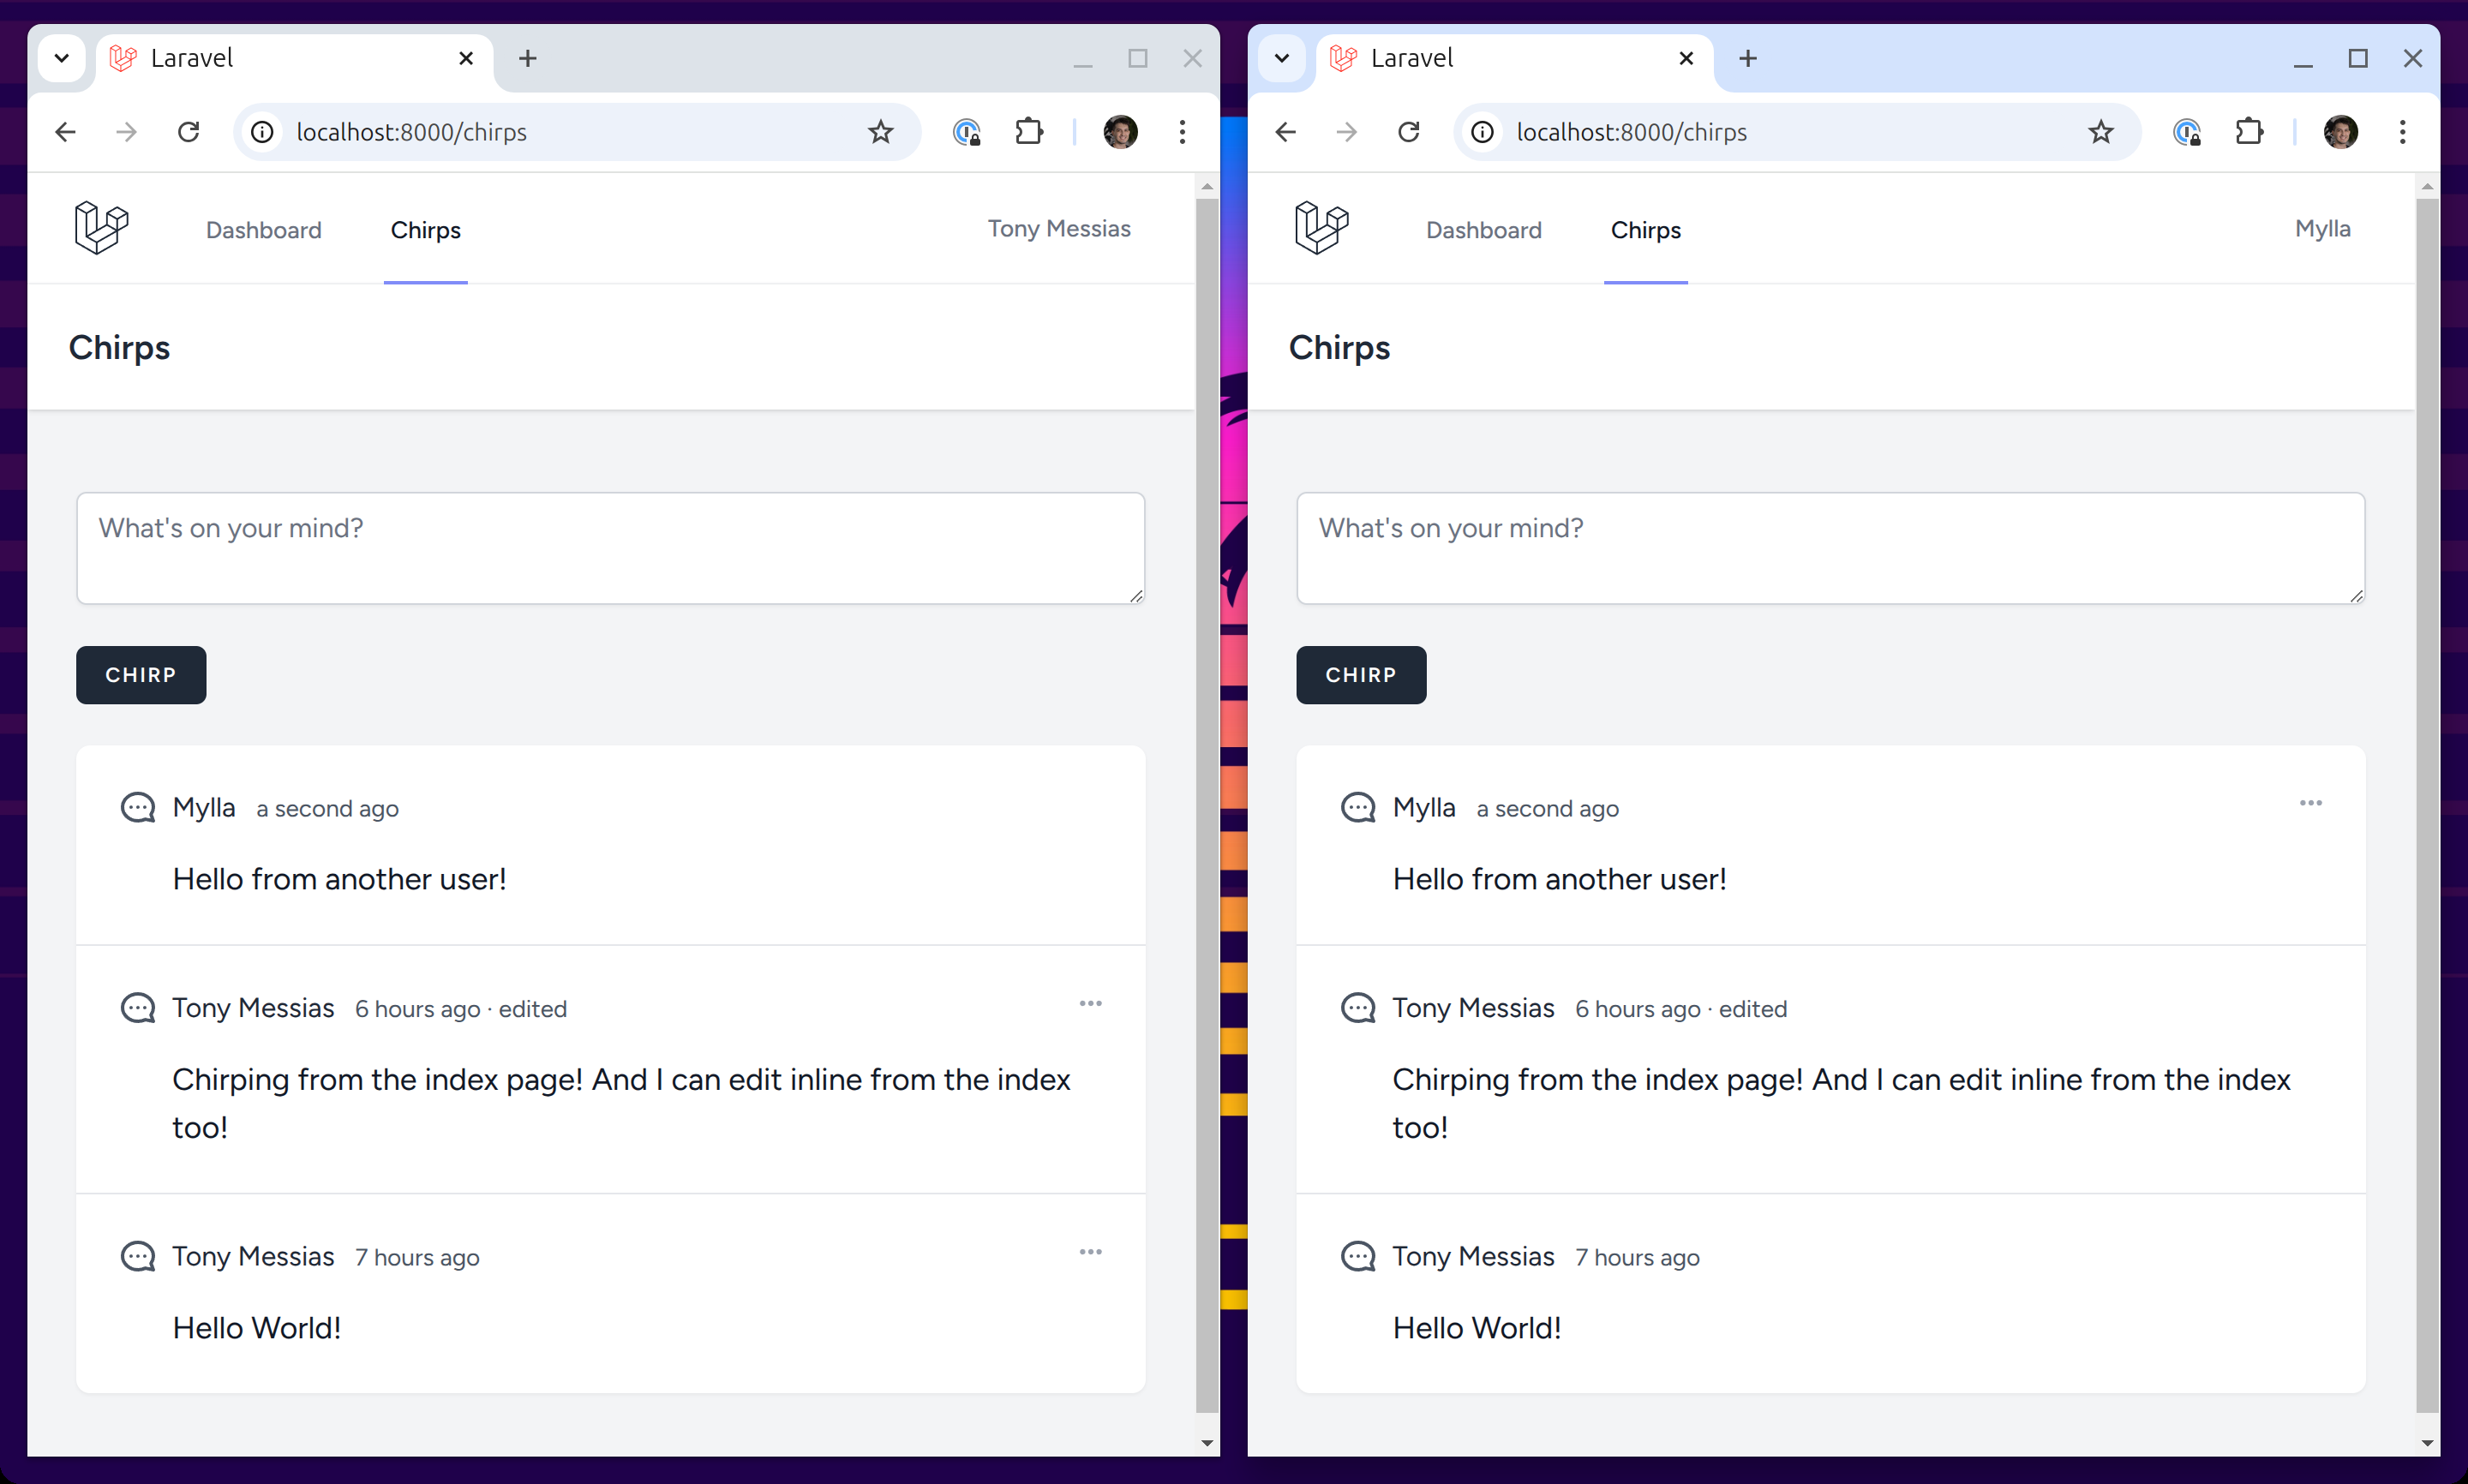 Laravel
localhost:8000/chirps
Dashboard Chirps Tony Messias
Chirps
What's on your mind?
CHIRP
Mylla a second ago
Hello from another user!
Tony Messias 6 hours ago · edited
Chirping from the index page! And I can edit inline from the index
too!
Tony Messias 7 hours ago
Hello World!
Laravel
localhost:8000/chirps
Dashboard Chirps Mylla
Chirps
What's on your mind?
CHIRP
Mylla a second ago
Hello from another user!
Tony Messias 6 hours ago · edited
Chirping from the index page! And I can edit inline from the index
too!
Tony Messias 7 hours ago
Hello World!